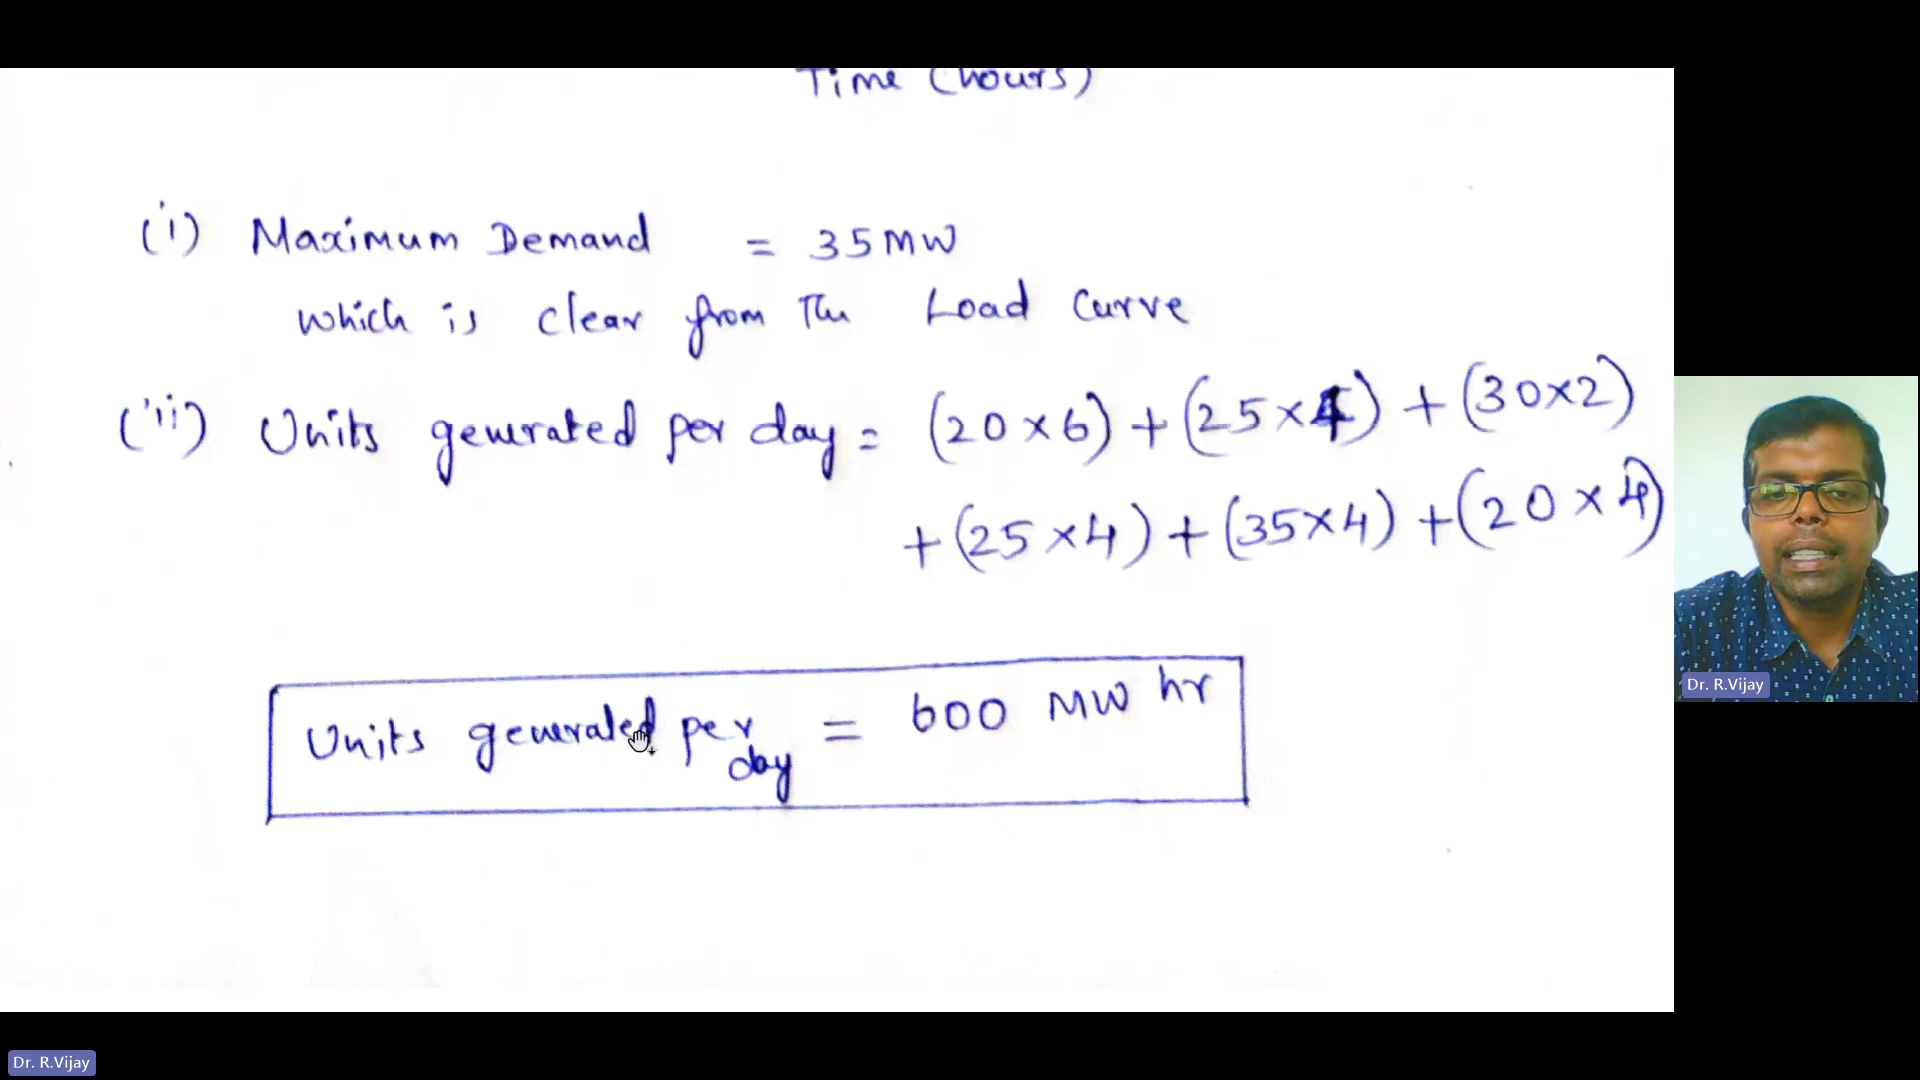 Time (hours)
(i) Maximum Demand = 35 MW
which is clear from The Load Curve
(ii) Units generated per day = (20 × 6) + (25 × 4) + (30 × 2)
+ (25 × 4) + (35 × 4) + (20 × 4)
Units generated per day = 600 MW hr
Dr. R.Vijay
Dr. R.Vijay